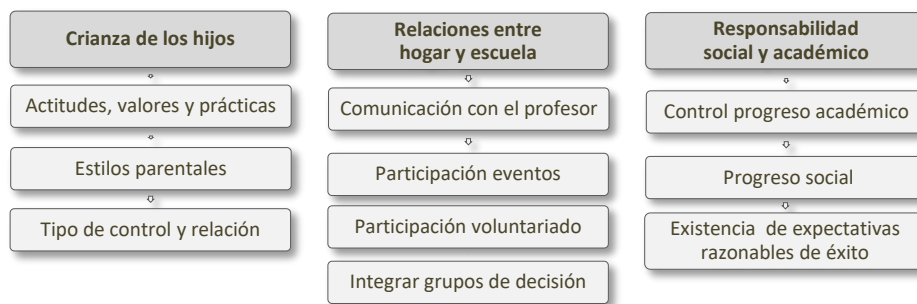 Crianza de los hijos
Actitudes, valores y prácticas
Estilos parentales
Tipo de control y relación
Relaciones entre
hogar y escuela
Comunicación con el profesor
Participación eventos
Participación voluntariado
Integrar grupos de decisión
Responsabilidad
social y académico
Control progreso académico
Progreso social
Existencia de expectativas
razonables de éxito